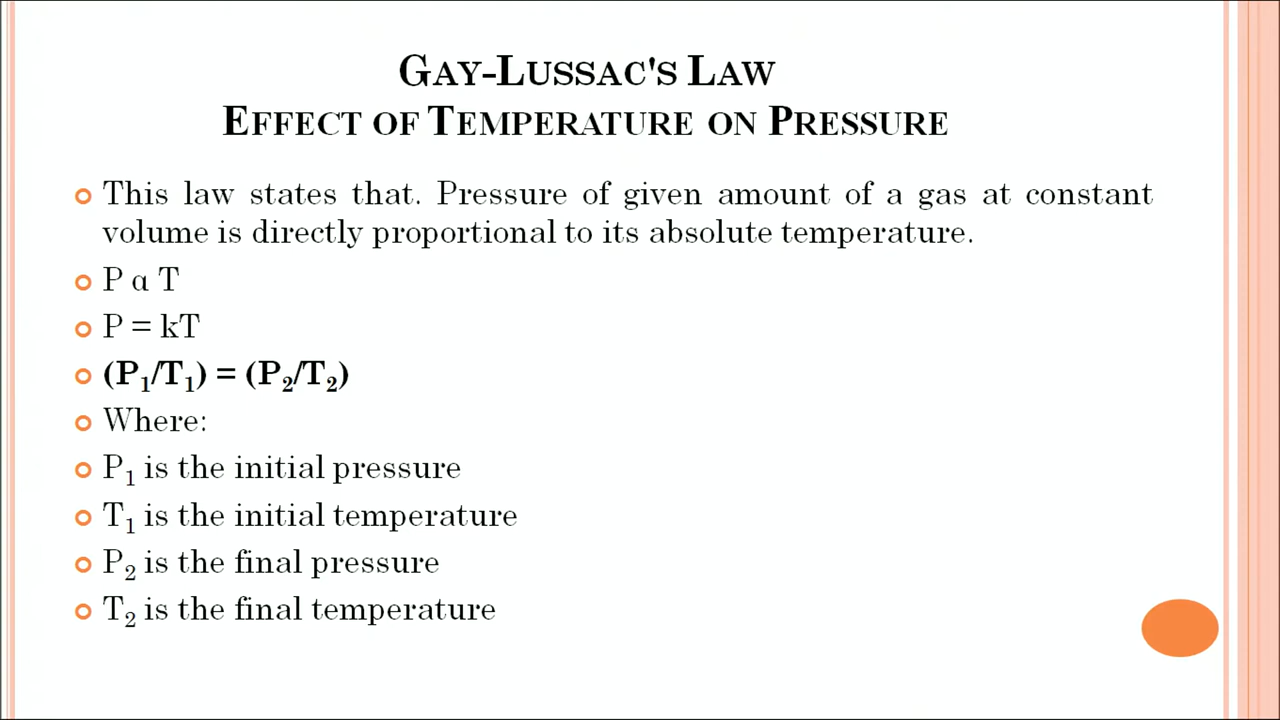 GAY-LUSSAC'S LAW
EFFECT OF TEMPERATURE ON PRESSURE
This law states that. Pressure of given amount of a gas at constant
volume is directly proportional to its absolute temperature.
P α T
P = kT
(P₁/T₁) = (P₂/T₂)
Where:
P₁ is the initial pressure
T₁ is the initial temperature
P₂ is the final pressure
T₂ is the final temperature